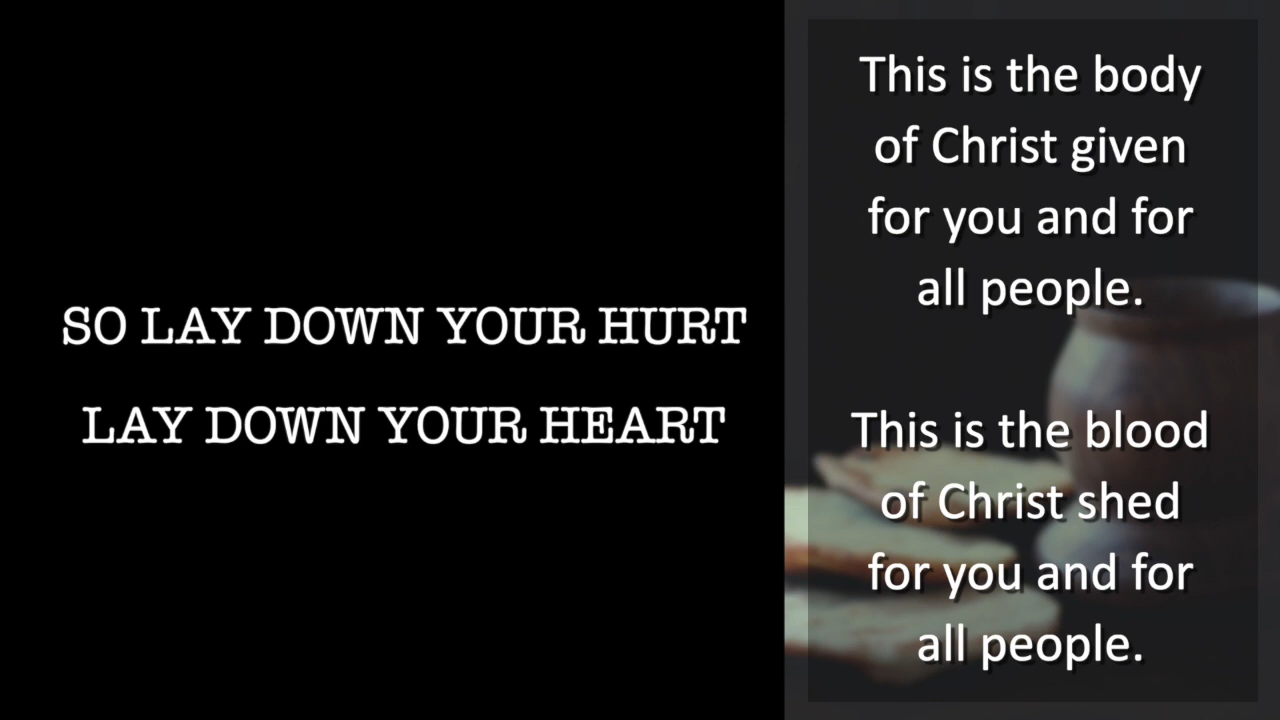 SO LAY DOWN YOUR HURT
LAY DOWN YOUR HEART
This is the body
of Christ given
for you and for
all people.
This is the blood
of Christ shed
for you and for
all people.